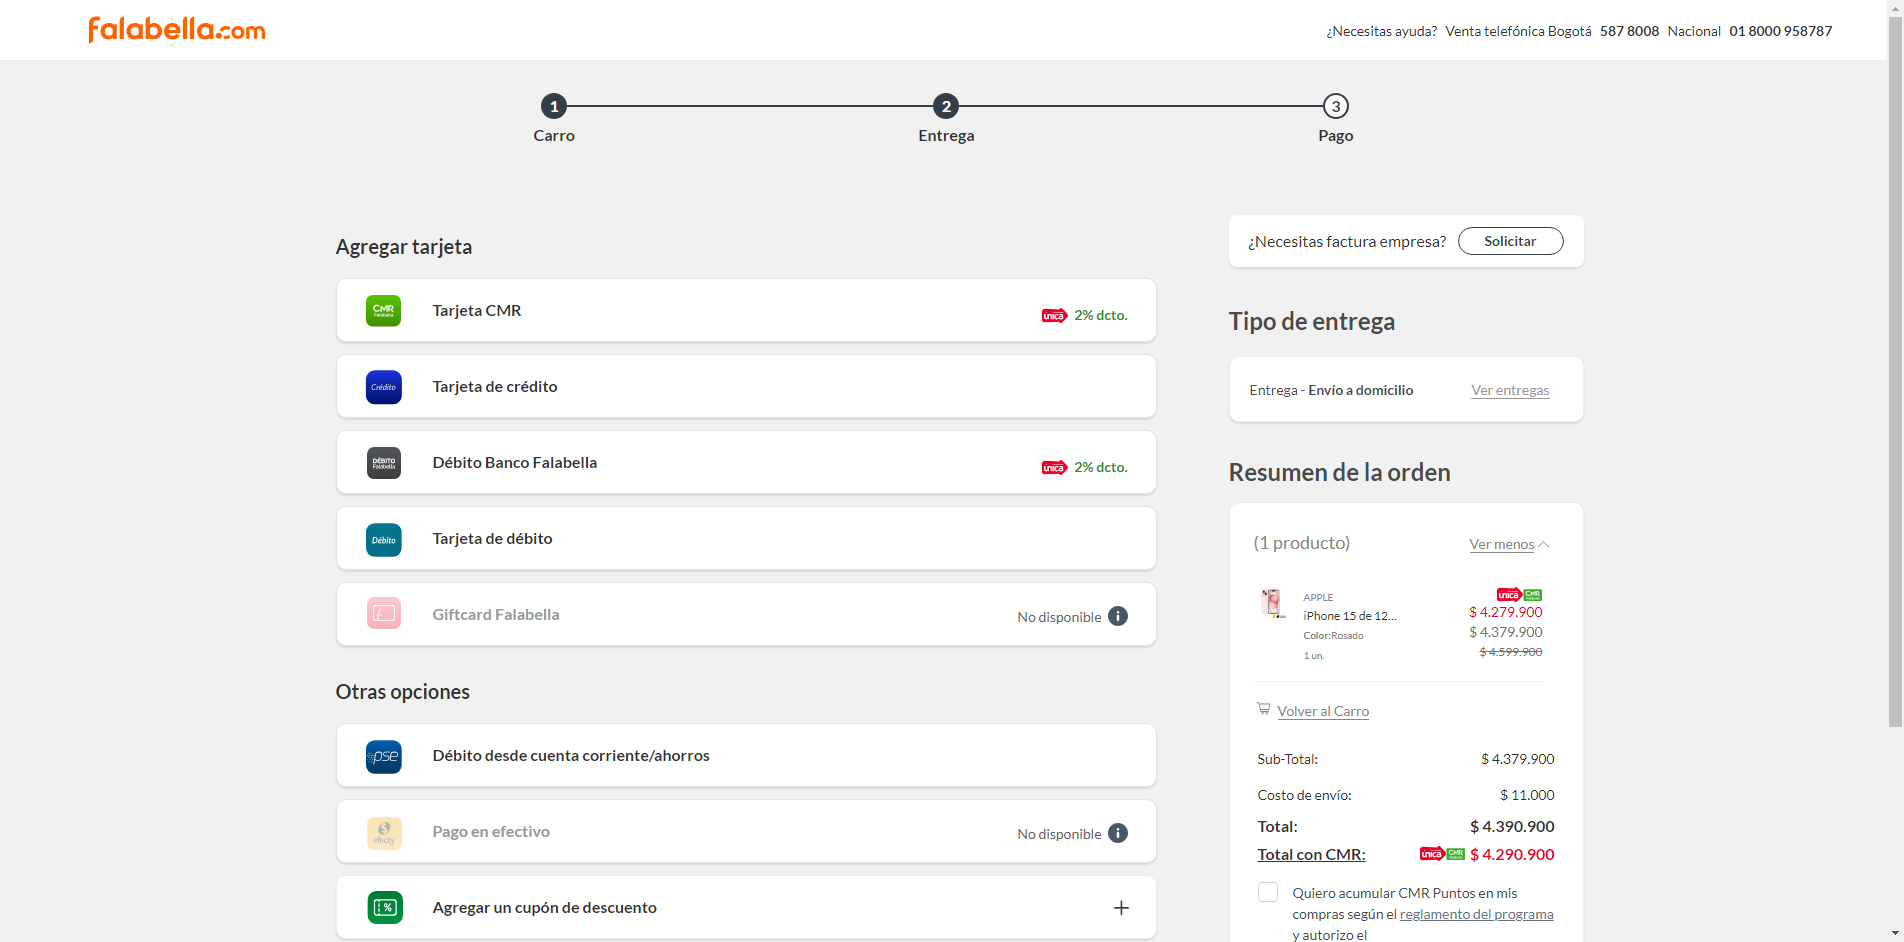 falabella.com
¿Necesitas ayuda? Venta telefónica Bogotá 587 8008 Nacional 01 8000 958787
1
2
3
Carro
Entrega
Pago
Agregar tarjeta
CMR
Falabella
Tarjeta CMR
única 2% dcto.
Crédito
Tarjeta de crédito
DÉBITO
Falabella
Débito Banco Falabella
única 2% dcto.
Débito
Tarjeta de débito
Giftcard Falabella
No disponible i
Otras opciones
pse
Débito desde cuenta corriente/ahorros
efecty
Pago en efectivo
No disponible i
%
Agregar un cupón de descuento
+
¿Necesitas factura empresa? Solicitar
Tipo de entrega
Entrega - Envío a domicilio
Ver entregas
Resumen de la orden
(1 producto)
Ver menos
APPLE
iPhone 15 de 12...
Color:Rosado
1 un.
única CMR
$ 4.279.900
$ 4.379.900
$ 4.599.900
Volver al Carro
Sub-Total: $ 4.379.900
Costo de envío: $ 11.000
Total: $ 4.390.900
Total con CMR: única CMR $ 4.290.900
Quiero acumular CMR Puntos en mis
compras según el reglamento del programa
y autorizo el